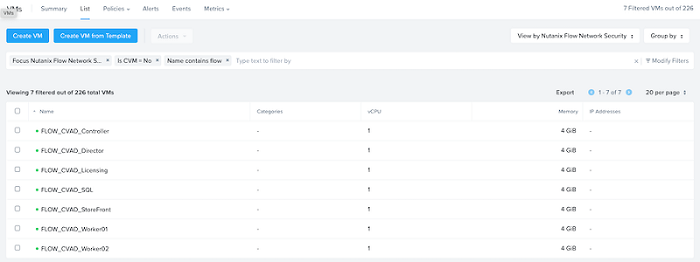 VMs Summary List Policies Alerts Events Metrics 7 Filtered VMs out of 226
VMs
Create VM Create VM from Template Actions View by Nutanix Flow Network Security Group by
Focus Nutanix Flow Network S... × Is CVM = No × Name contains flow × Type text to filter by × Modify Filters
Viewing 7 filtered out of 226 total VMs Export 1 - 7 of 7 20 per page
Name Categories vCPU Memory IP Addresses
FLOW_CVAD_Controller - 1 4 GiB -
FLOW_CVAD_Director - 1 4 GiB -
FLOW_CVAD_Licensing - 1 4 GiB -
FLOW_CVAD_SQL - 1 4 GiB -
FLOW_CVAD_StoreFront - 1 4 GiB -
FLOW_CVAD_Worker01 - 1 4 GiB -
FLOW_CVAD_Worker02 - 1 4 GiB -